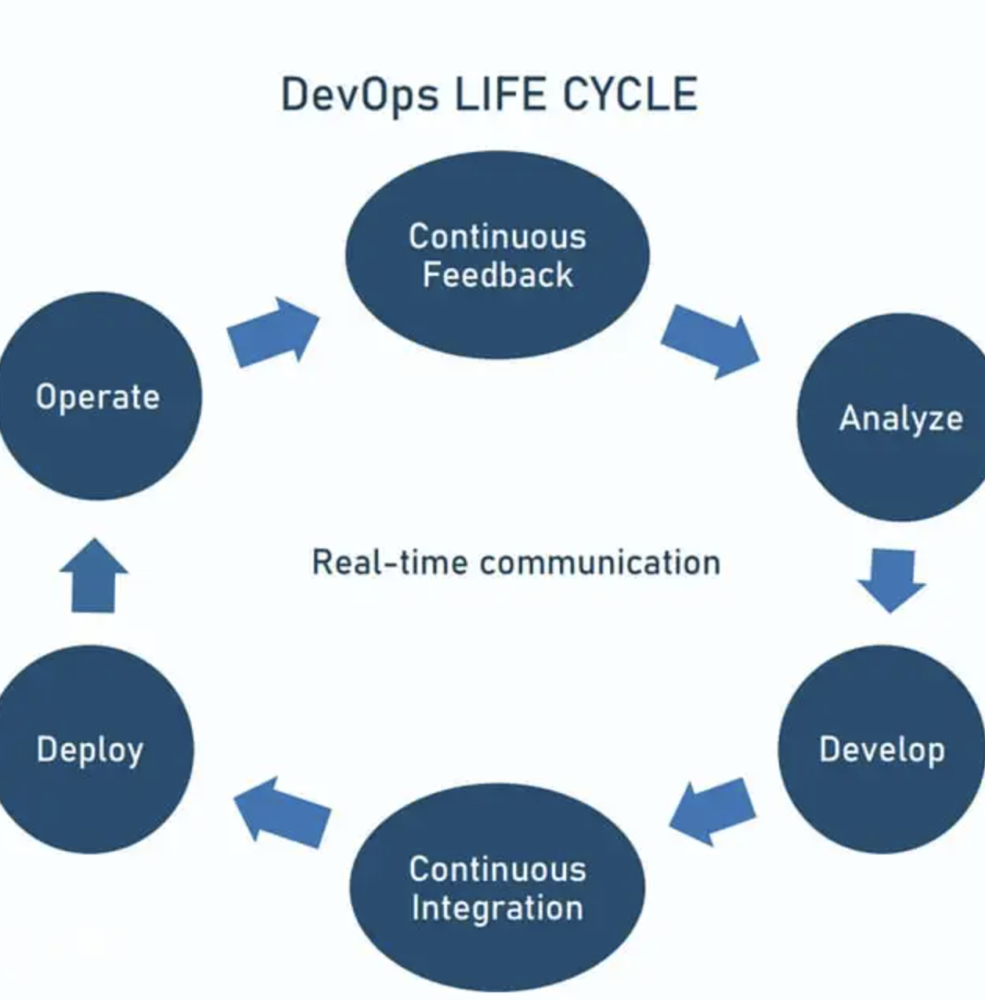 DevOps LIFE CYCLE
Continuous
Feedback
Operate
Analyze
Real-time communication
Deploy
Develop
Continuous
Integration